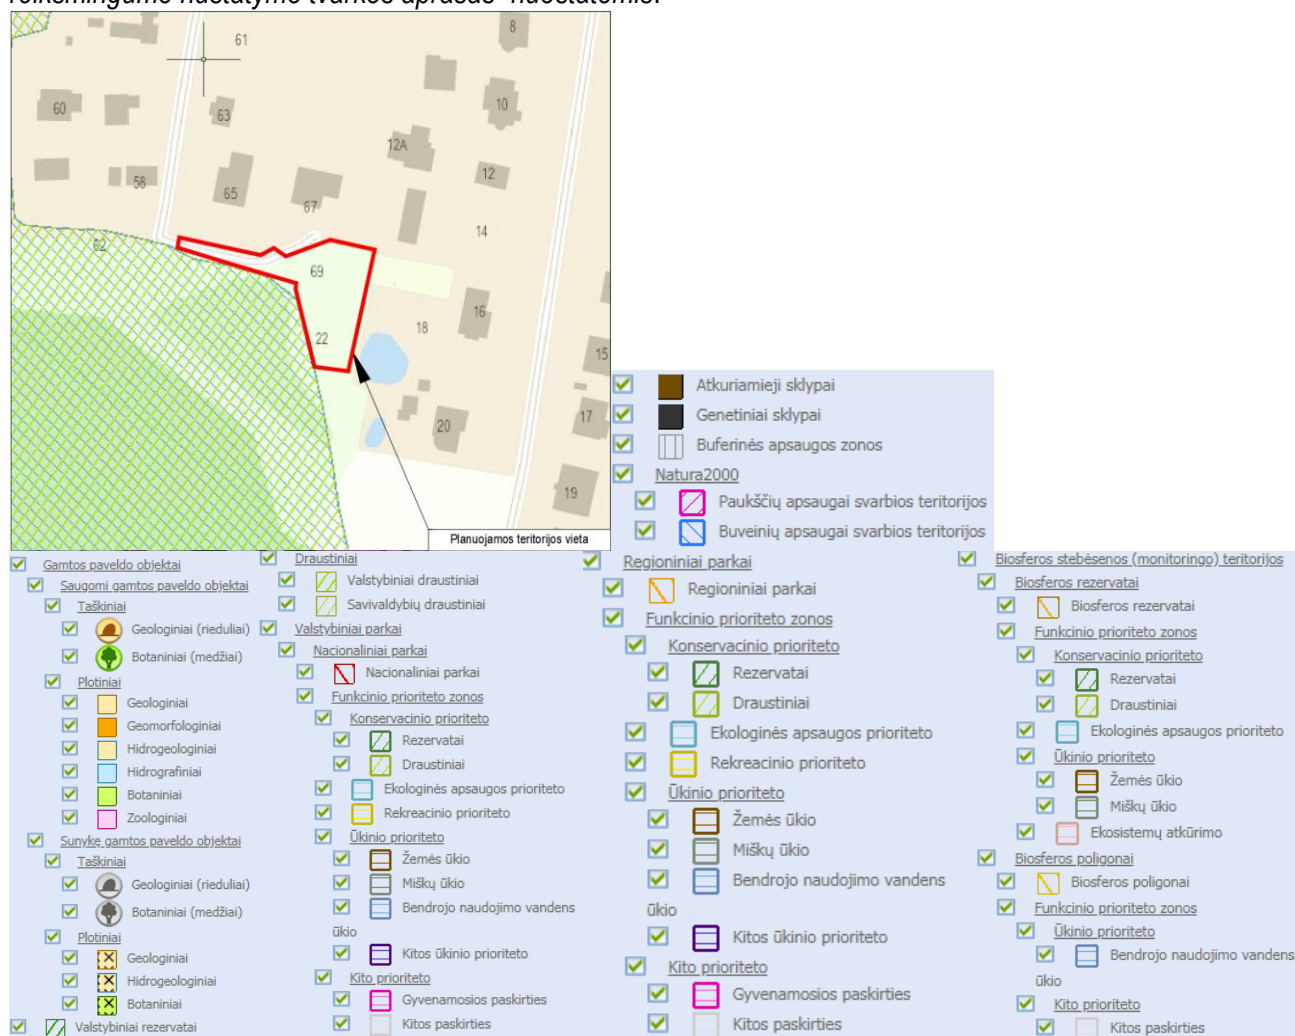 reikšmingumo nustatymo tvarkos aprašas“ nuostatomis.
8
61
60
10
63
12A
58
65
12
67
14
62
69
16
22
18
15
17
20
19
Planuojamos teritorijos vieta
Atkuriamieji sklypai
Genetiniai sklypai
Buferinės apsaugos zonos
Natura2000
Paukščių apsaugai svarbios teritorijos
Buveinių apsaugai svarbios teritorijos
Gamtos paveldo objektai
Saugomi gamtos paveldo objektai
Taškiniai
Geologiniai (rieduliai)
Botaniniai (medžiai)
Plotiniai
Geologiniai
Geomorfologiniai
Hidrogeologiniai
Hidrografiniai
Botaniniai
Zoologiniai
Sunykę gamtos paveldo objektai
Taškiniai
Geologiniai (rieduliai)
Botaniniai (medžiai)
Plotiniai
Geologiniai
Hidrogeologiniai
Botaniniai
Valstybiniai rezervatai
Draustiniai
Valstybiniai draustiniai
Savivaldybių draustiniai
Valstybiniai parkai
Nacionaliniai parkai
Nacionaliniai parkai
Funkcinio prioriteto zonos
Konservacinio prioriteto
Rezervatai
Draustiniai
Ekologinės apsaugos prioriteto
Rekreacinio prioriteto
Ūkinio prioriteto
Žemės ūkio
Miškų ūkio
Bendrojo naudojimo vandens
ūkio
Kitos ūkinio prioriteto
Kito prioriteto
Gyvenamosios paskirties
Kitos paskirties
Regioniniai parkai
Regioniniai parkai
Funkcinio prioriteto zonos
Konservacinio prioriteto
Rezervatai
Draustiniai
Ekologinės apsaugos prioriteto
Rekreacinio prioriteto
Ūkinio prioriteto
Žemės ūkio
Miškų ūkio
Bendrojo naudojimo vandens
ūkio
Kitos ūkinio prioriteto
Kito prioriteto
Gyvenamosios paskirties
Kitos paskirties
Biosferos stebėsenos (monitoringo) teritorijos
Biosferos rezervatai
Biosferos rezervatai
Funkcinio prioriteto zonos
Konservacinio prioriteto
Rezervatai
Draustiniai
Ekologinės apsaugos prioriteto
Ūkinio prioriteto
Žemės ūkio
Miškų ūkio
Ekosistemų atkūrimo
Biosferos poligonai
Biosferos poligonai
Funkcinio prioriteto zonos
Ūkinio prioriteto
Bendrojo naudojimo vandens
ūkio
Kito prioriteto
Kitos paskirties